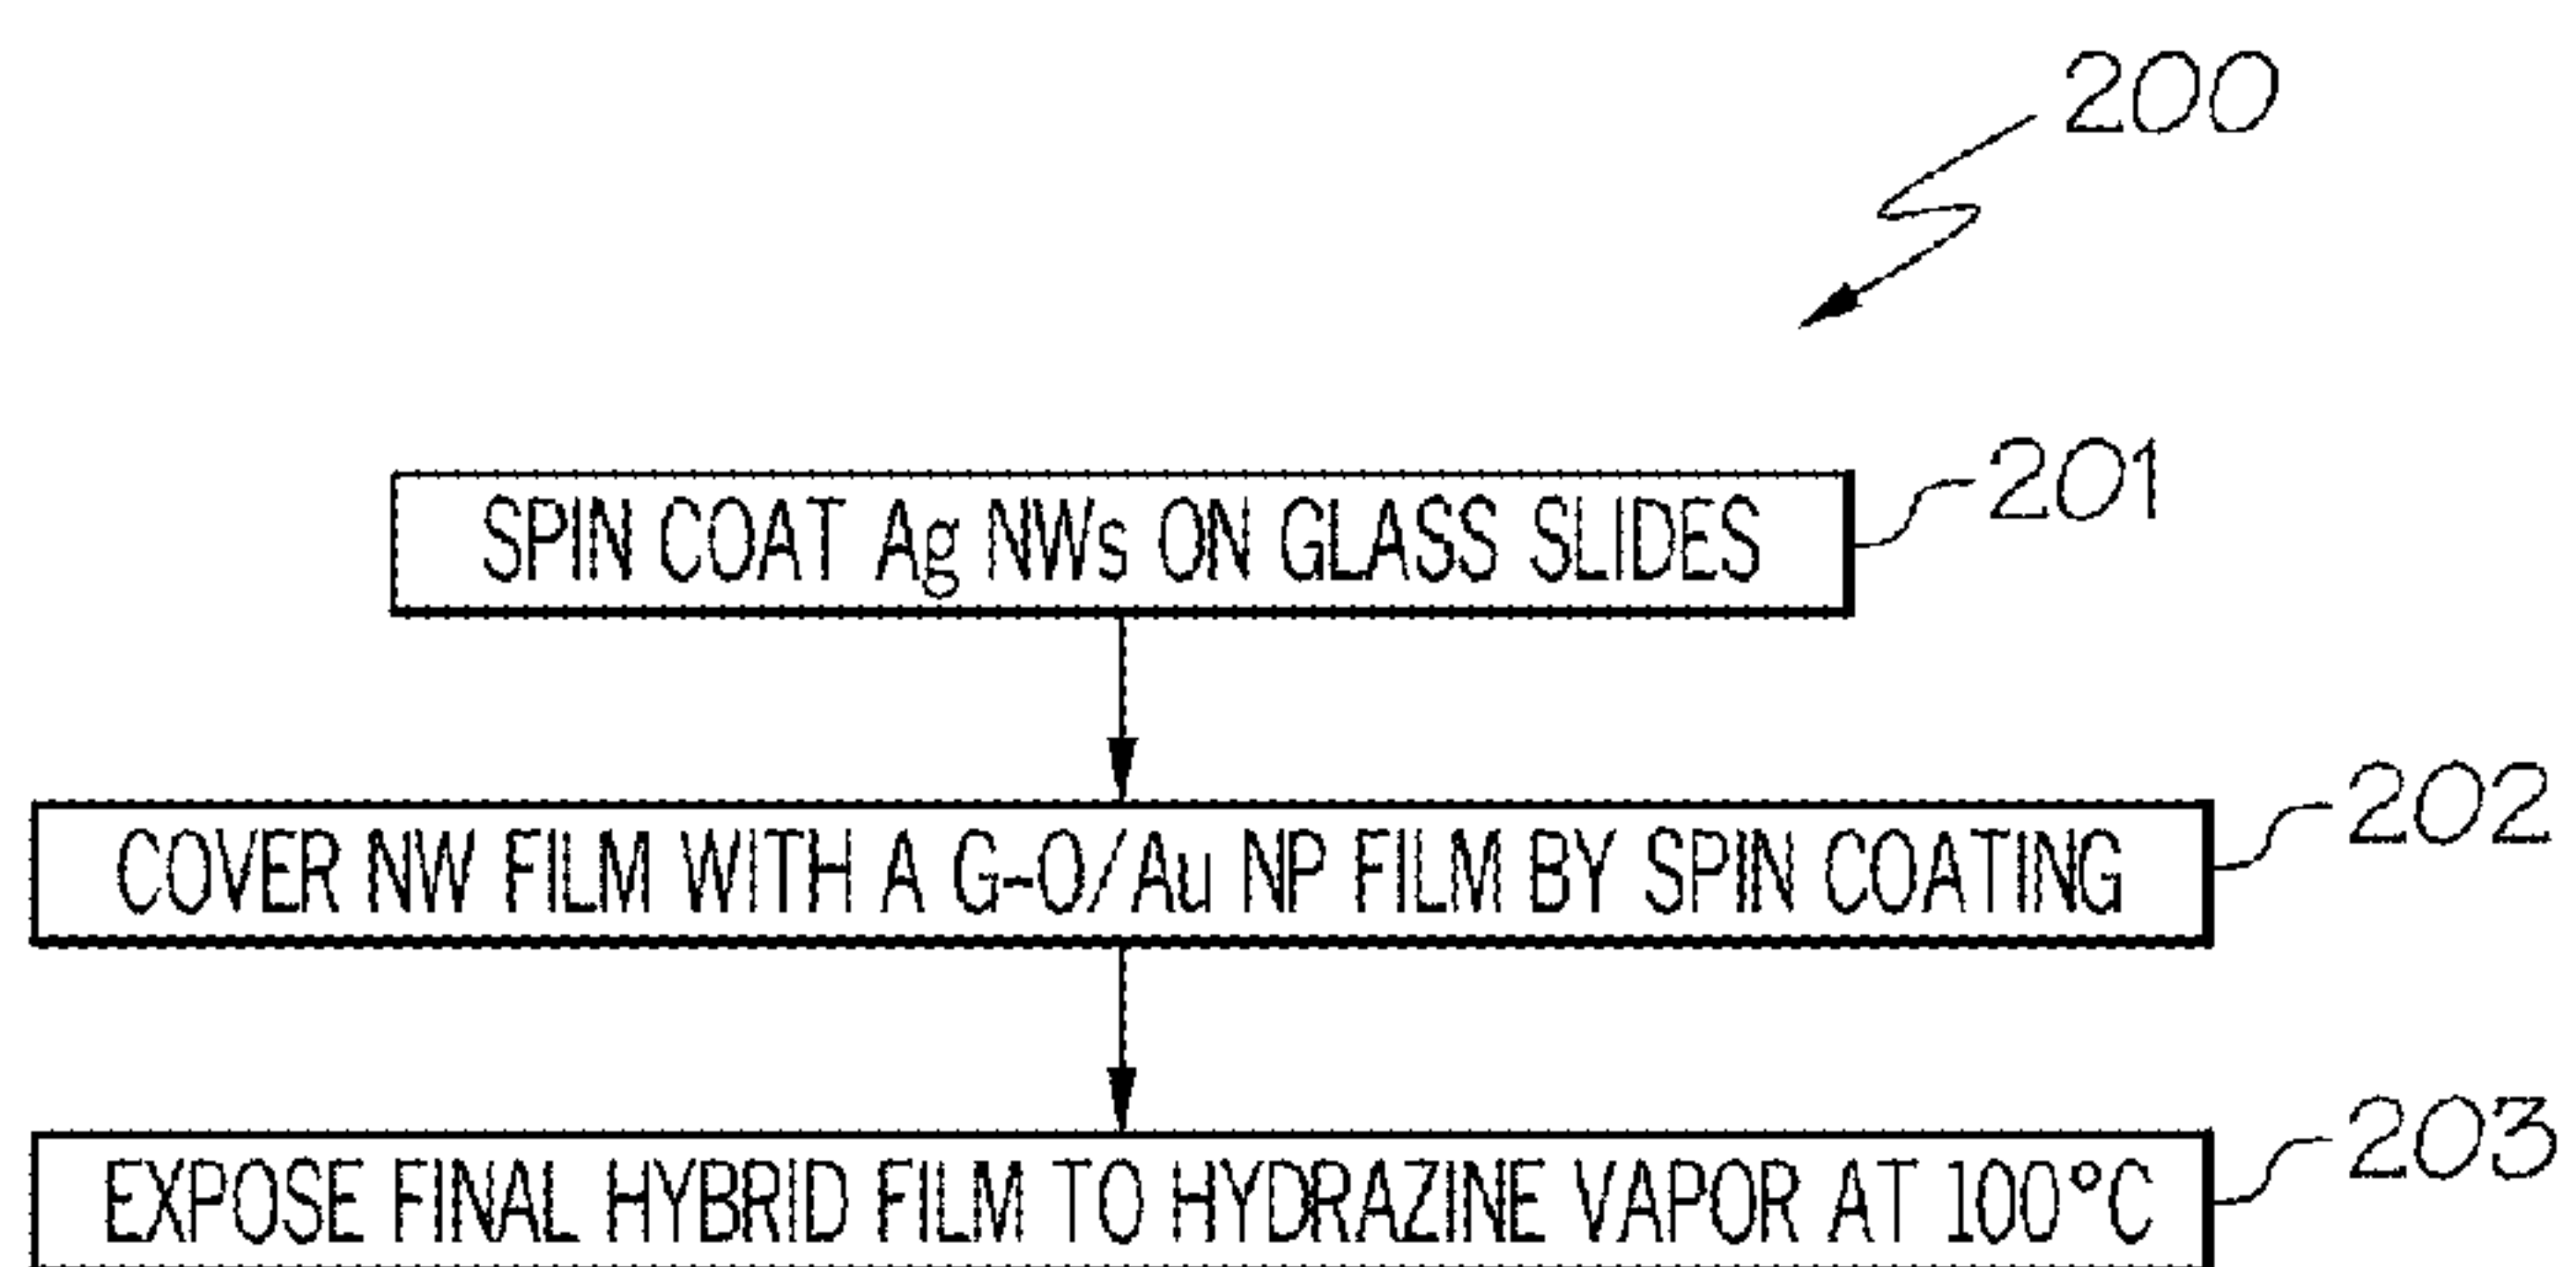 200
SPIN COAT Ag NWs ON GLASS SLIDES
201
COVER NW FILM WITH A G-O/Au NP FILM BY SPIN COATING
202
EXPOSE FINAL HYBRID FILM TO HYDRAZINE VAPOR AT 100°C
203